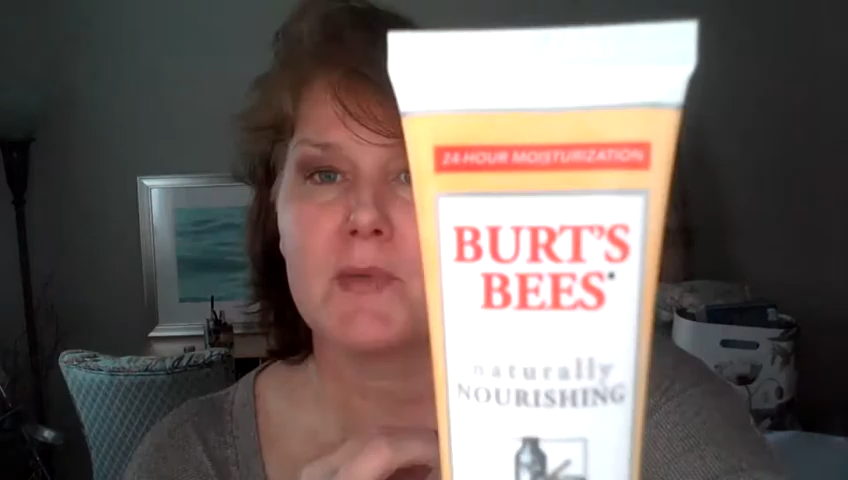 24-HOUR MOISTURIZATION
BURT'S
BEES
naturally
NOURISHING